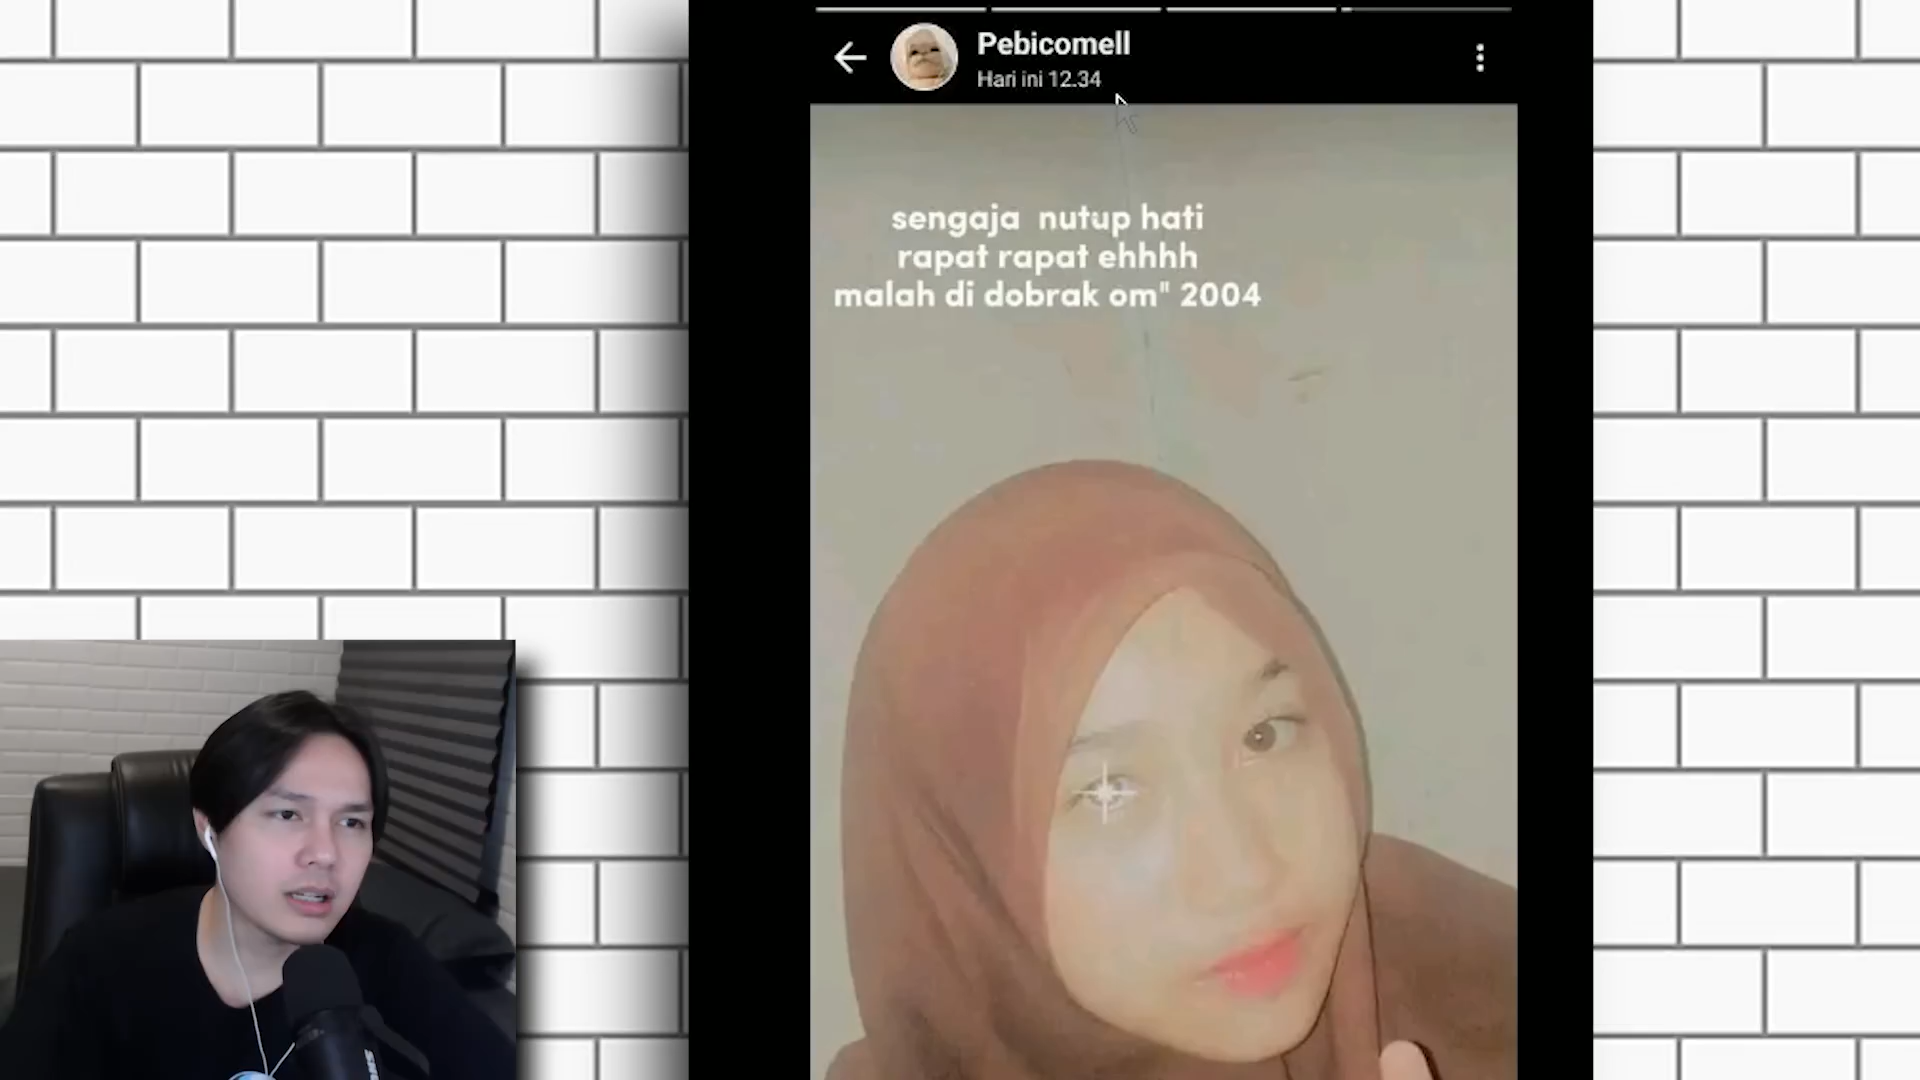 Pebicomell
Hari ini 12.34
sengaja nutup hati
rapat rapat ehhhh
malah di dobrak om" 2004